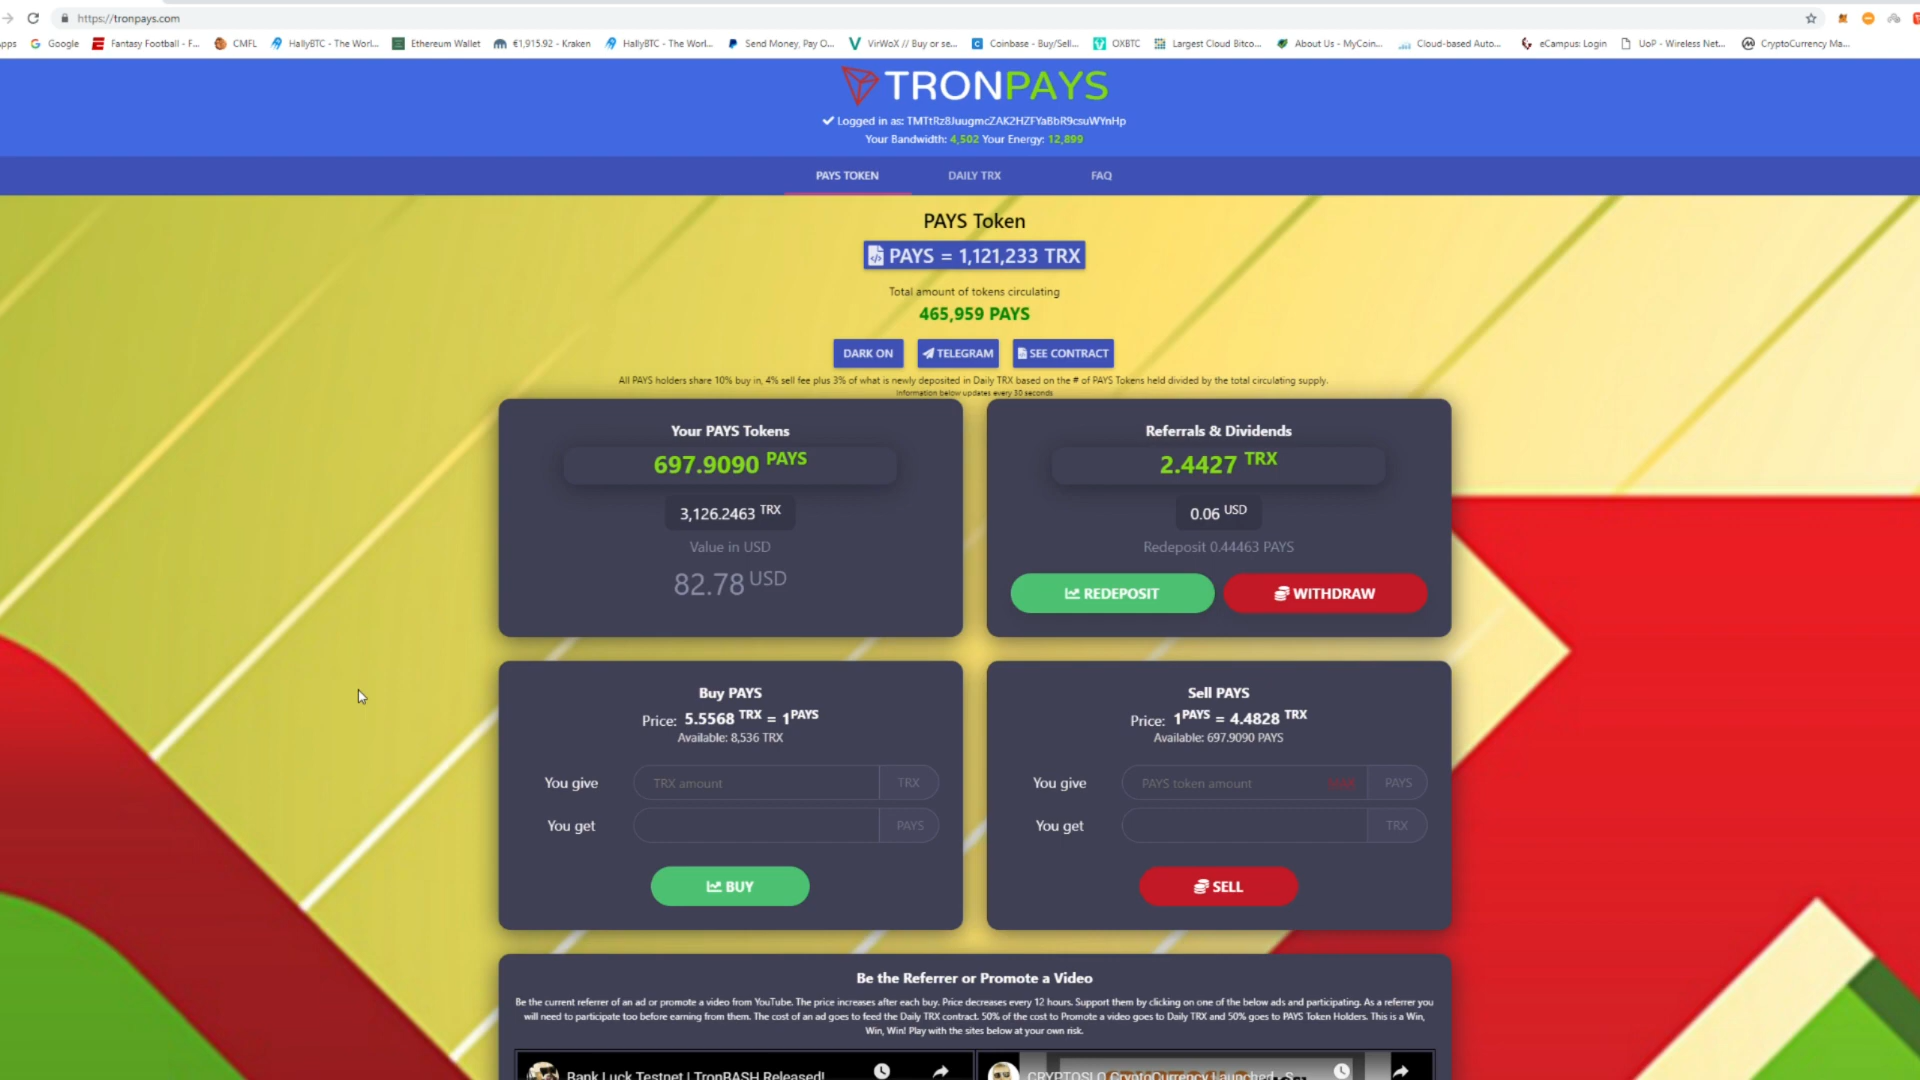 https://tronpays.com
pps Google Fantasy Football - F... CMFL HallyBTC - The Worl... Ethereum Wallet €1,915.92 - Kraken HallyBTC - The Worl... Send Money, Pay O... VirWoX // Buy or se... Coinbase - Buy/Sell... OXBTC Largest Cloud Bitco... About Us - MyCoin... Cloud-based Auto... eCampus: Login UoP - Wireless Net... CryptoCurrency Ma...
TRONPAYS
Logged in as: TMTtRz8JuugmcZAK2HZFYaBbR9csuWYnHp
Your Bandwidth: 4,502 Your Energy: 12,899
PAYS TOKEN DAILY TRX FAQ
PAYS Token
PAYS = 1,121,233 TRX
Total amount of tokens circulating
465,959 PAYS
DARK ON TELEGRAM SEE CONTRACT
All PAYS holders share 10% buy in, 4% sell fee plus 3% of what is newly deposited in Daily TRX based on the # of PAYS Tokens held divided by the total circulating supply.
Information below updates every 30 seconds
Your PAYS Tokens
697.9090 PAYS
3,126.2463 TRX
Value in USD
82.78 USD
Referrals & Dividends
2.4427 TRX
0.06 USD
Redeposit 0.44463 PAYS
REDEPOSIT WITHDRAW
Buy PAYS
Price: 5.5568 TRX = 1 PAYS
Available: 8,536 TRX
You give TRX amount TRX
You get PAYS
BUY
Sell PAYS
Price: 1 PAYS = 4.4828 TRX
Available: 697.9090 PAYS
You give PAYS token amount PAYS
You get TRX
SELL
Be the Referrer or Promote a Video
Be the current referrer of an ad or promote a video from YouTube. The price increases after each buy. Price decreases every 12 hours. Support them by clicking on one of the below ads and participating. As a referrer you
will need to participate too before earning from them. The cost of an ad goes to feed the Daily TRX contract. 50% of the cost to Promote a video goes to Daily TRX and 50% goes to PAYS Token Holders. This is a Win,
Win, Win! Play with the sites below at your own risk.
Bank Luck Testnet | TronBASH Released!
CRYPTOSLO CryptoCurrency Launched - S